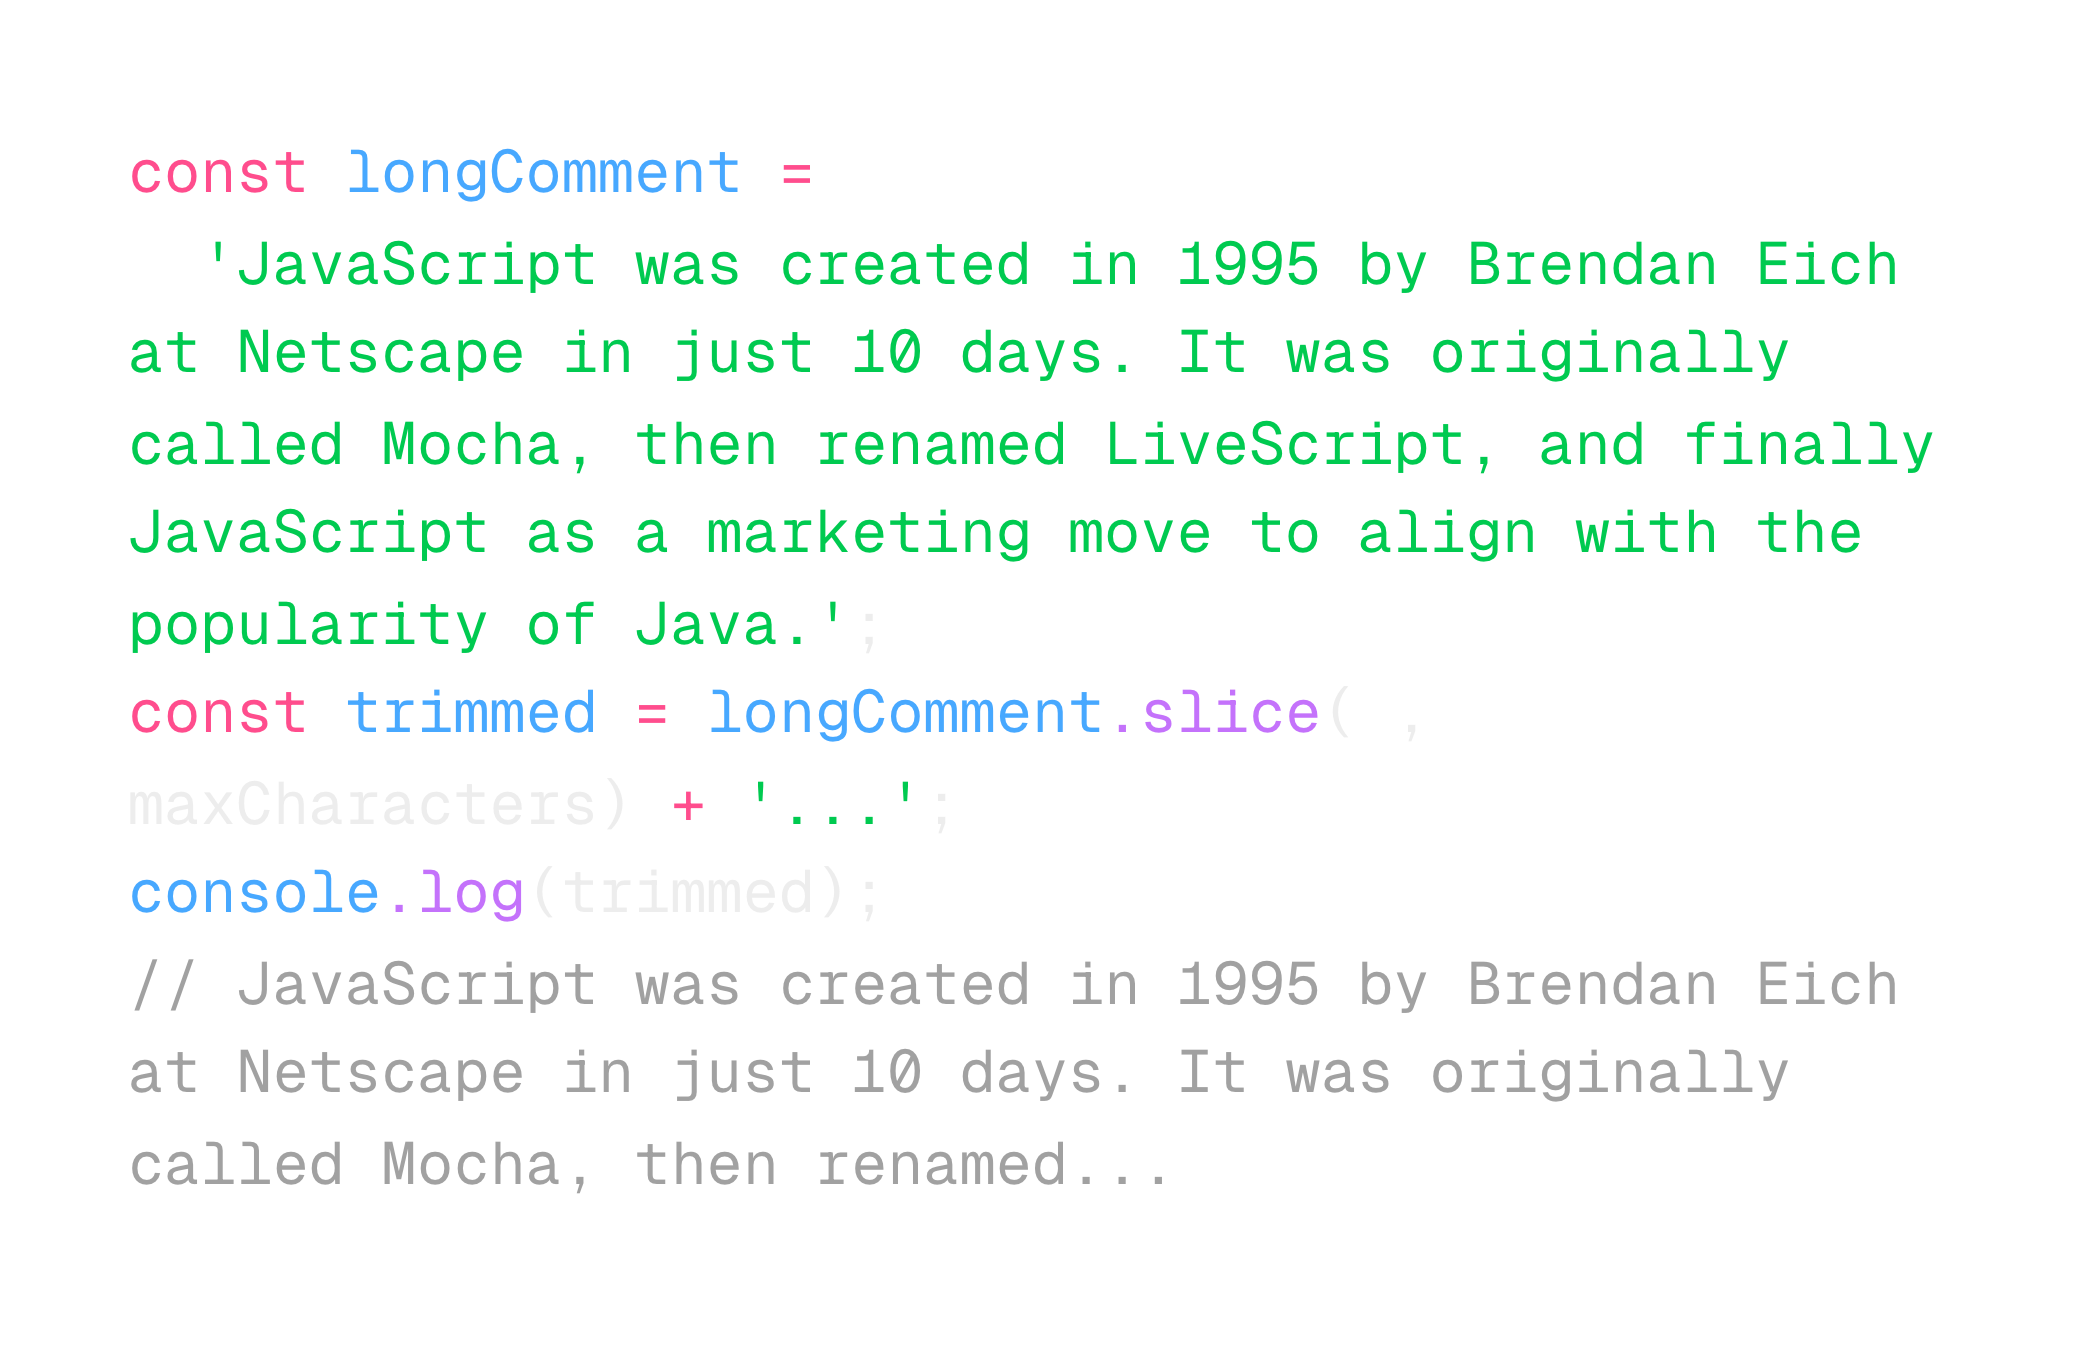 const longComment =
'JavaScript was created in 1995 by Brendan Eich
at Netscape in just 10 days. It was originally
called Mocha, then renamed LiveScript, and finally
JavaScript as a marketing move to align with the
popularity of Java.';
const trimmed = longComment.slice( ,
maxCharacters) + '...';
console.log(trimmed);
// JavaScript was created in 1995 by Brendan Eich
at Netscape in just 10 days. It was originally
called Mocha, then renamed...